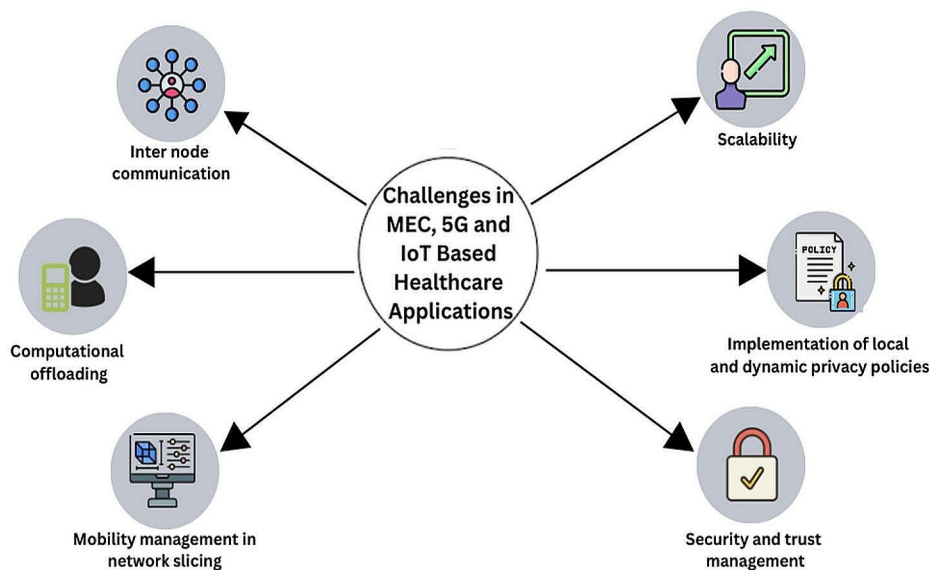 Inter node
communication
Scalability
Challenges in
MEC, 5G and
IoT Based
Healthcare
Applications
Computational
offloading
POLICY
Implementation of local
and dynamic privacy policies
Mobility management in
network slicing
Security and trust
management